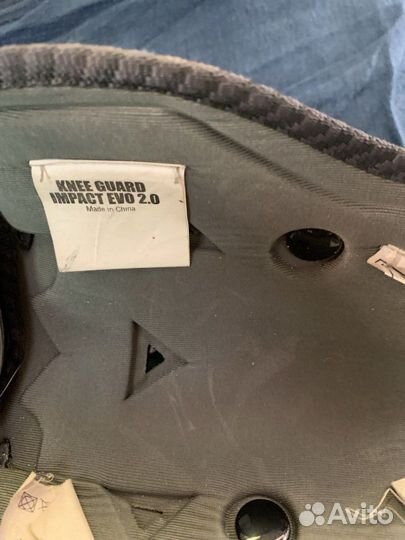 KNEE GUARD
IMPACT EVO 2.0
Made in China
Avito